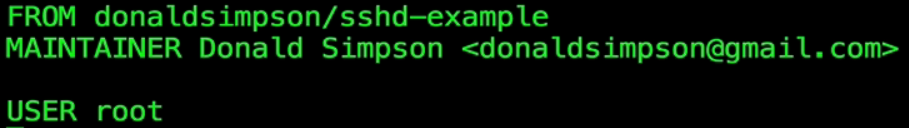 FROM donaldsimpson/sshd-example
MAINTAINER Donald Simpson <donaldsimpson@gmail.com>
USER root